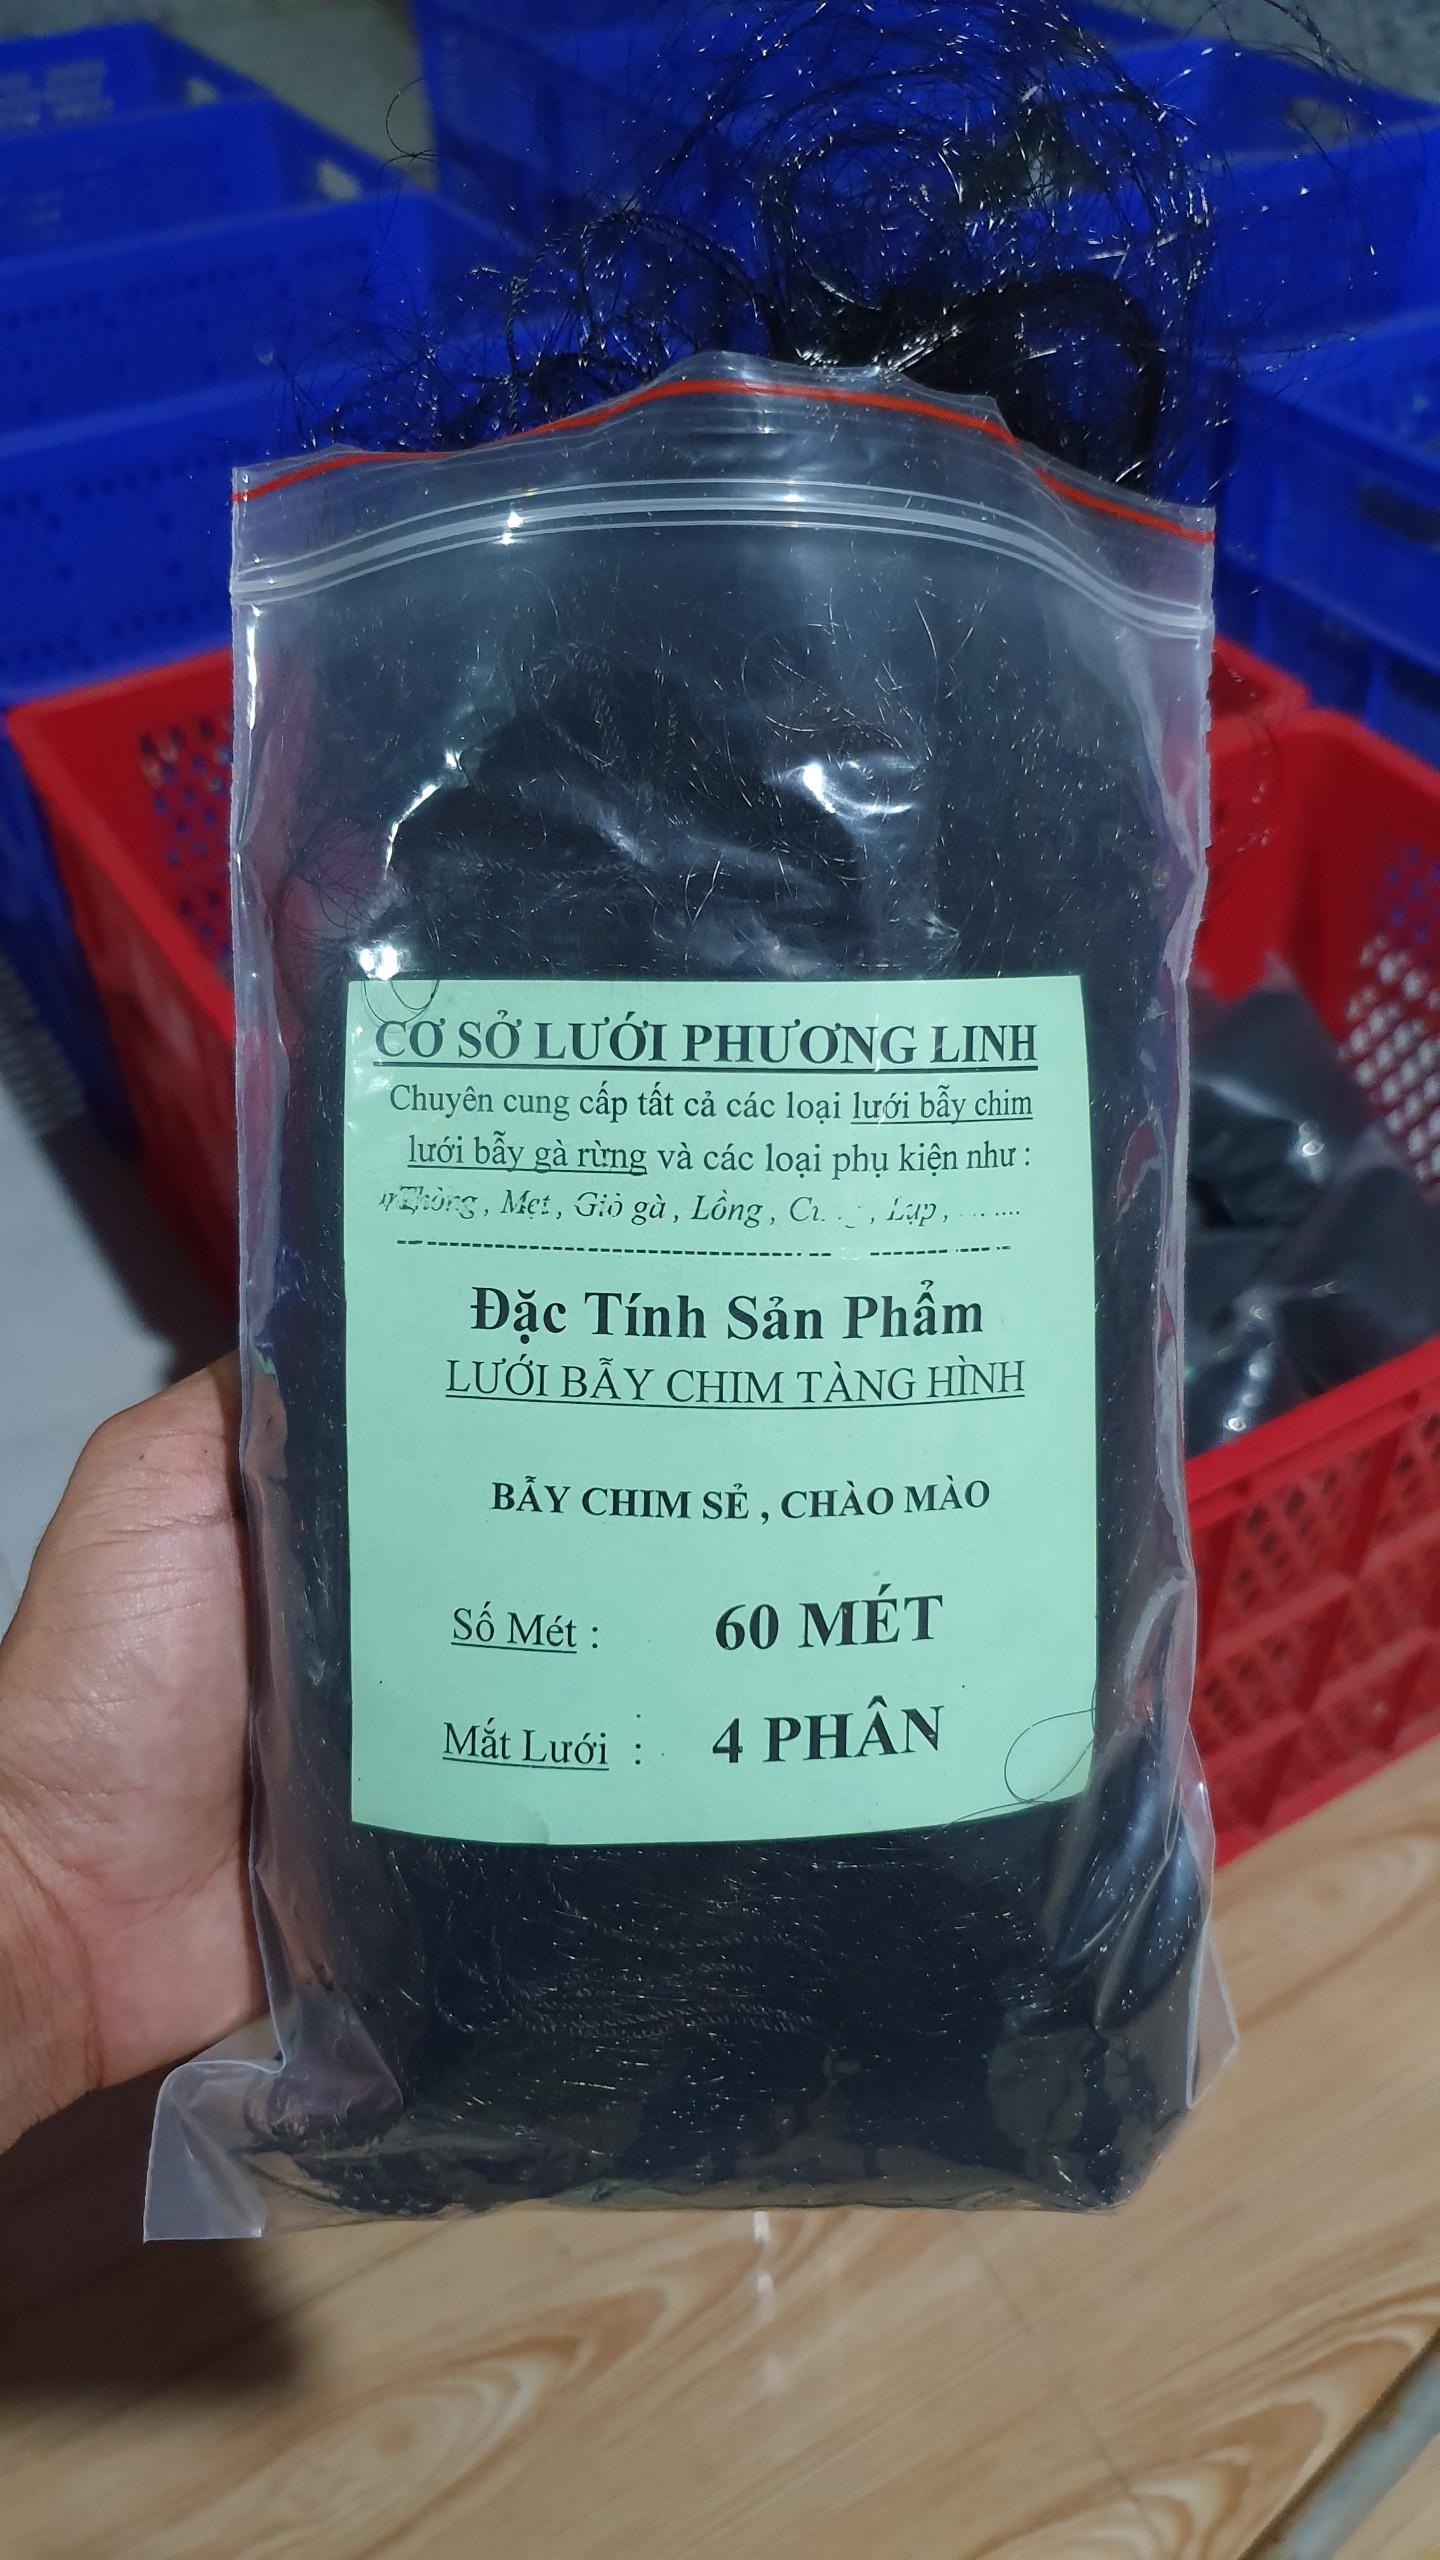 CƠ SỞ LƯỚI PHƯƠNG LINH
Chuyên cung cấp tất cả các loại lưới bẫy chim
lưới bẫy gà rừng và các loại phụ kiện như :
Thòng , Mẹt , Giỏ gà , Lồng , , Lụp , .......
Đặc Tính Sản Phẩm
LƯỚI BẪY CHIM TÀNG HÌNH
BẪY CHIM SẺ , CHÀO MÀO
Số Mét : 60 MÉT
Mắt Lưới : 4 PHÂN